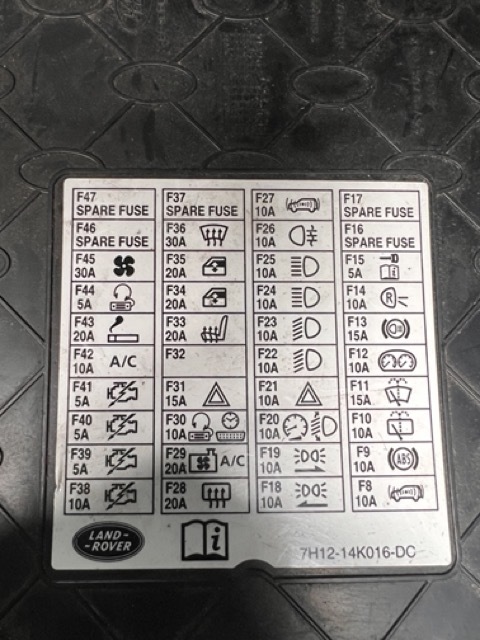 F47
SPARE FUSE
F46
SPARE FUSE
F45
30A
F44
5A
F43
20A
F42
10A
A/C
F41
5A
F40
5A
F39
5A
F38
10A
F37
SPARE FUSE
F36
30A
F35
20A
F34
20A
F33
20A
F32
F31
15A
F30
10A
F29
20A
A/C
F28
20A
F27
10A
F26
10A
F25
10A
F24
10A
F23
10A
F22
10A
F21
10A
F20
10A
F19
10A
F18
10A
F17
SPARE FUSE
F16
SPARE FUSE
F15
5A
i
F14
10A
R
F13
15A
F12
10A
F11
15A
F10
10A
F9
10A
ABS
F8
10A
LAND-
-ROVER
i
7H12-14K016-DC